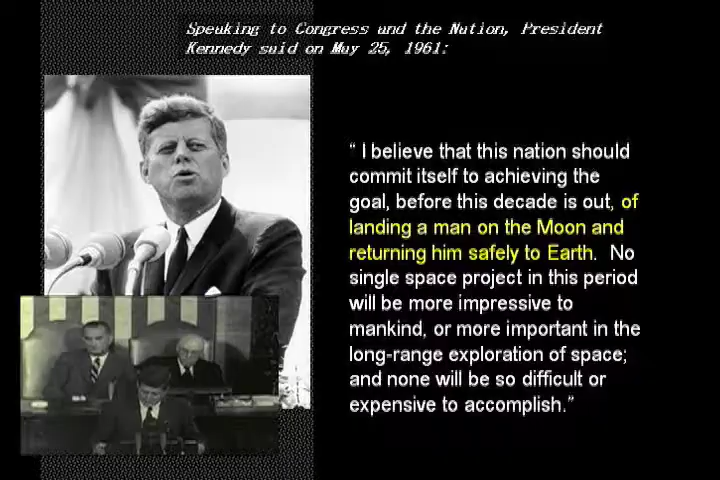 Speaking to Congress and the Nation, President
Kennedy said on May 25, 1961:
“ I believe that this nation should
commit itself to achieving the
goal, before this decade is out, of
landing a man on the Moon and
returning him safely to Earth.  No
single space project in this period
will be more impressive to
mankind, or more important in the
long-range exploration of space;
and none will be so difficult or
expensive to accomplish.”